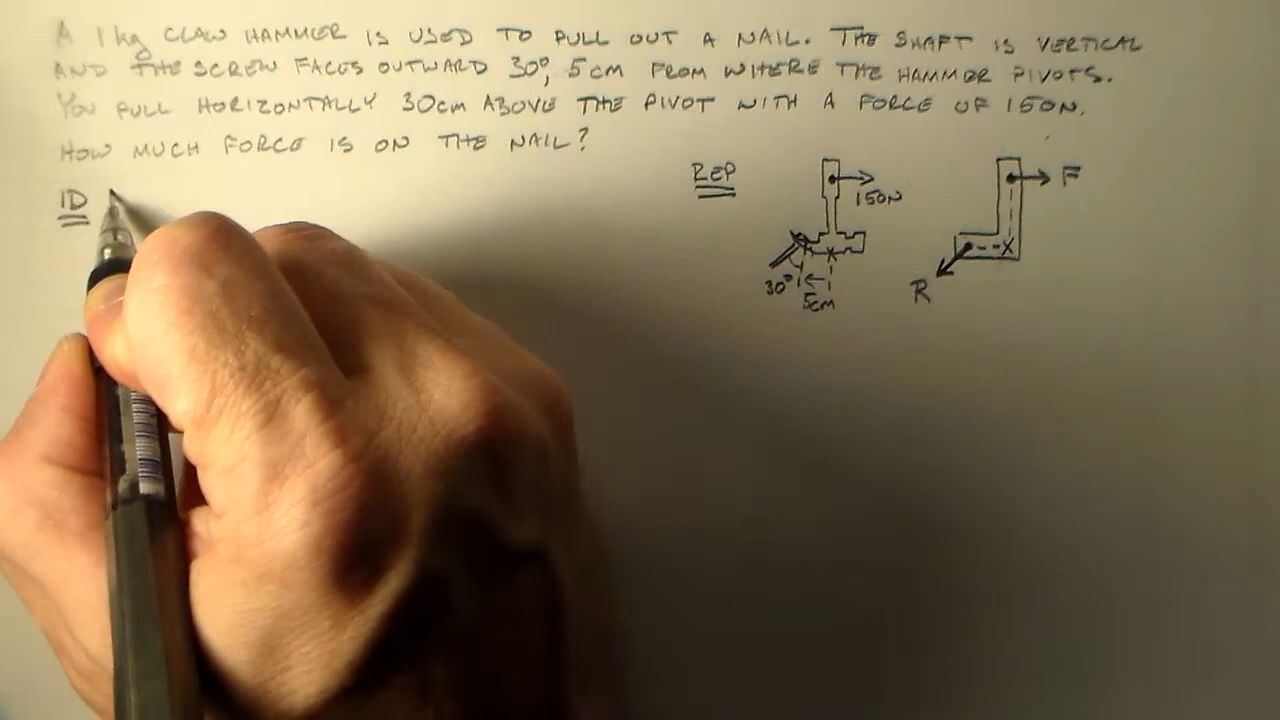 A 1 kg CLAW HAMMER IS USED TO PULL OUT A NAIL. THE SHAFT IS VERTICAL
AND THE SCREW FACES OUTWARD 30°, 5cm FROM WHERE THE HAMMER PIVOTS.
YOU PULL HORIZONTALLY 30cm ABOVE THE PIVOT WITH A FORCE OF 150N.
HOW MUCH FORCE IS ON THE NAIL?
ID
REP
150N
30°
5cm
F
X
R